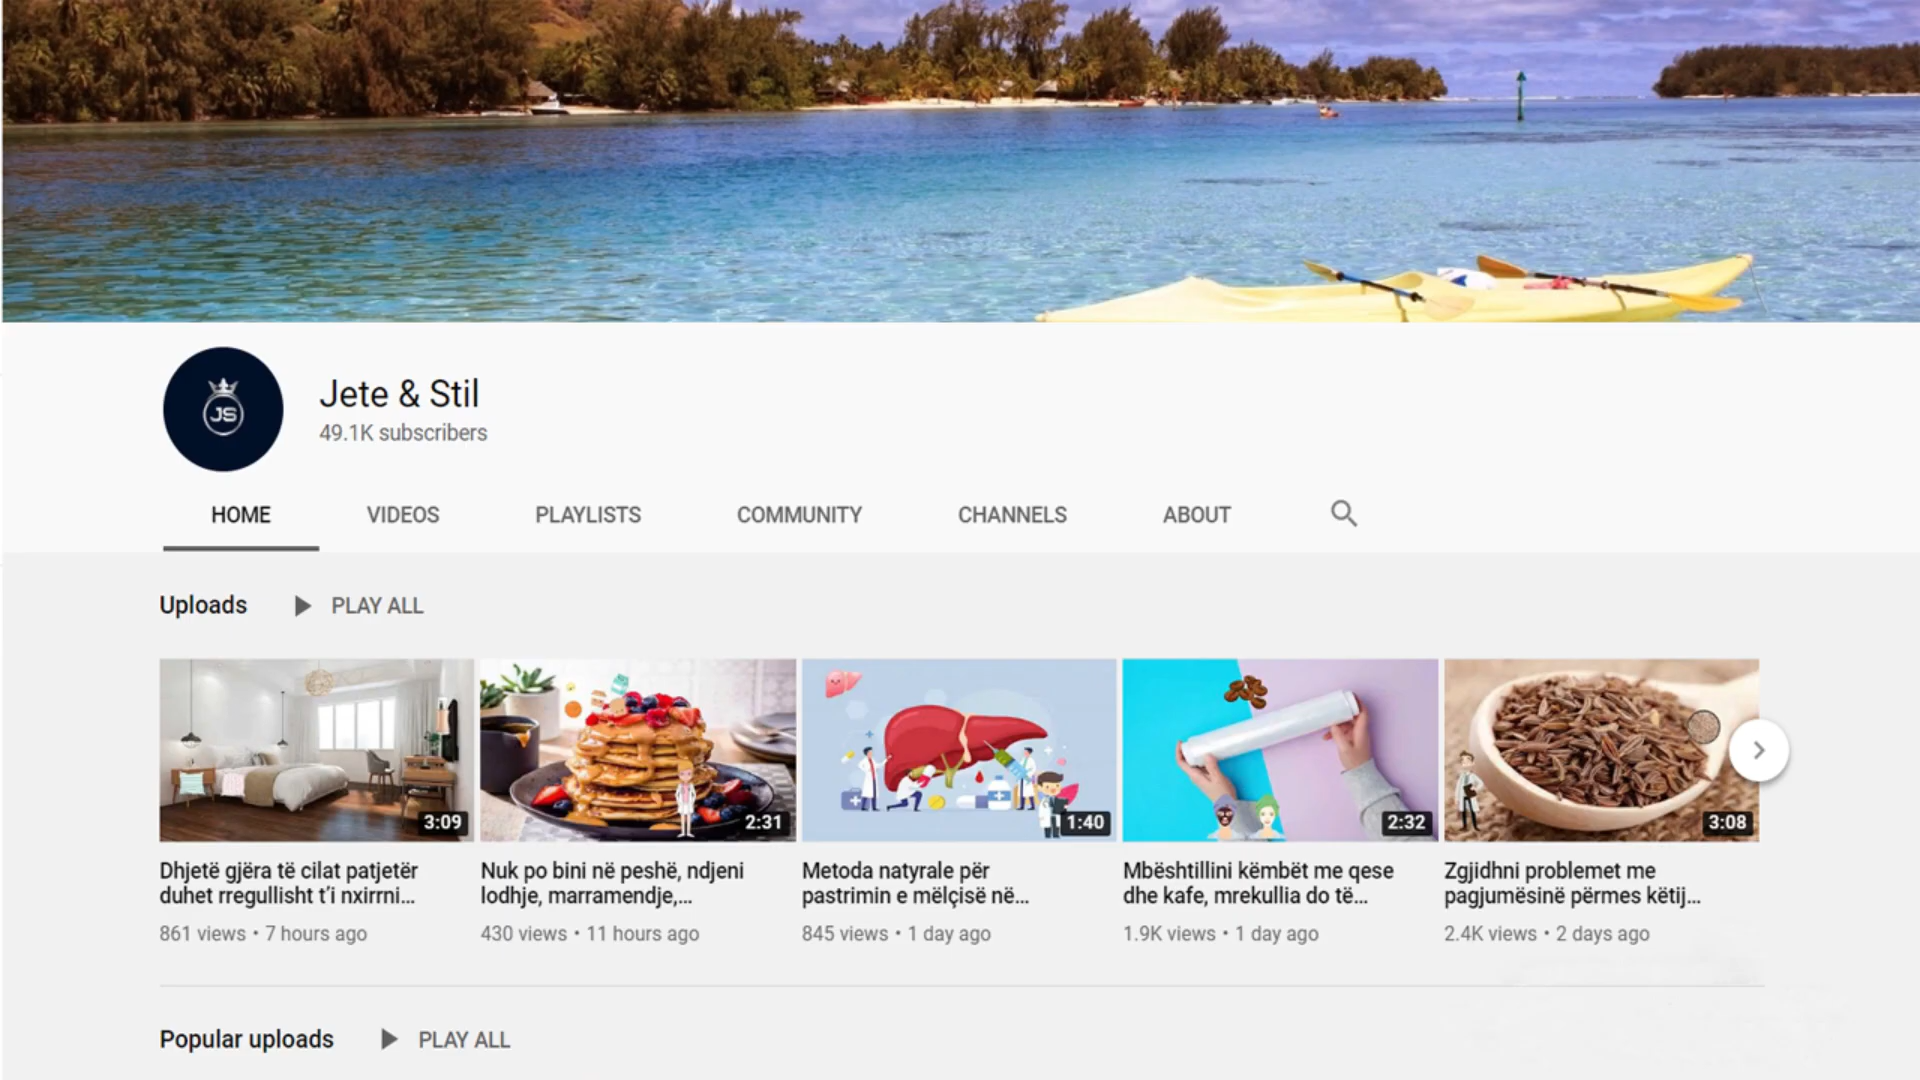 JS
Jete & Stil
49.1K subscribers
HOME VIDEOS PLAYLISTS COMMUNITY CHANNELS ABOUT
Uploads PLAY ALL
3:09 2:31 1:40 2:32 3:08
Dhjetë gjëra të cilat patjetër
duhet rregullisht t'i nxirrni...
861 views • 7 hours ago
Nuk po bini në peshë, ndjeni
lodhje, marramendje,...
430 views • 11 hours ago
Metoda natyrale për
pastrimin e mëlçisë në...
845 views • 1 day ago
Mbështillini këmbët me qese
dhe kafe, mrekullia do të...
1.9K views • 1 day ago
Zgjidhni problemet me
pagjumësinë përmes këtij...
2.4K views • 2 days ago
Popular uploads PLAY ALL